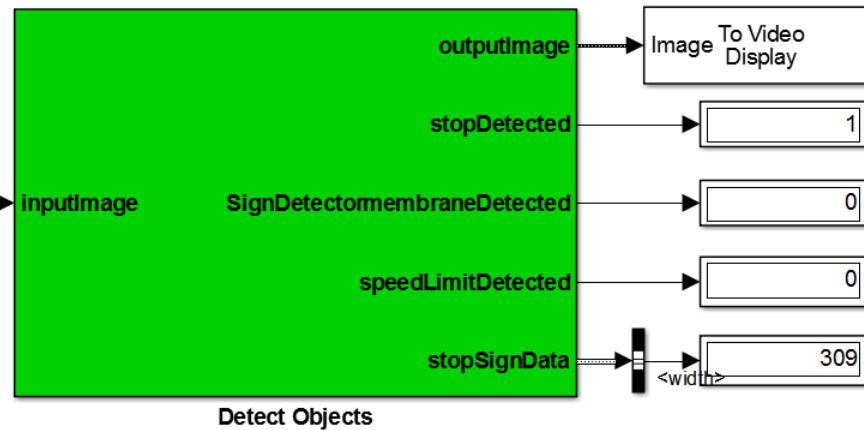 outputImage
Image To Video
Display
stopDetected
1
inputImage
SignDetectormembraneDetected
0
speedLimitDetected
0
stopSignData
<width>
309
Detect Objects